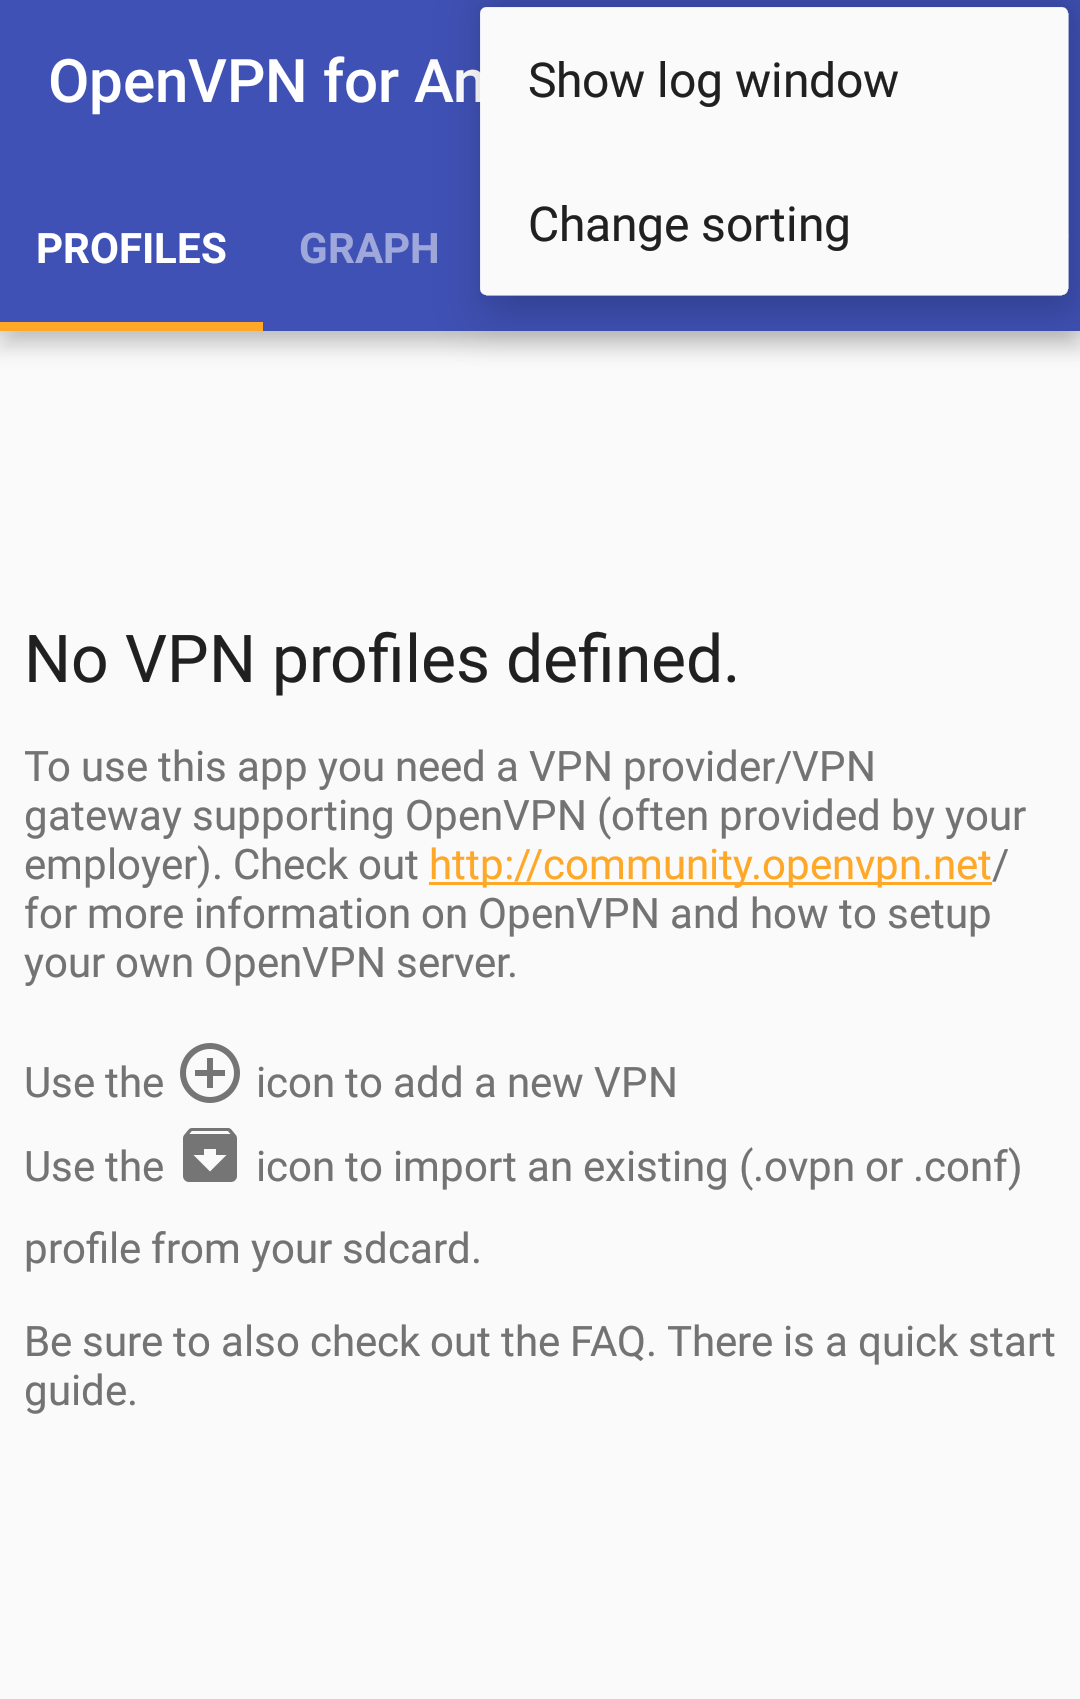 OpenVPN for An
Show log window
Change sorting
PROFILES
GRAPH
No VPN profiles defined.
To use this app you need a VPN provider/VPN
gateway supporting OpenVPN (often provided by your
employer). Check out http://community.openvpn.net/
for more information on OpenVPN and how to setup
your own OpenVPN server.
Use the icon to add a new VPN
Use the icon to import an existing (.ovpn or .conf)
profile from your sdcard.
Be sure to also check out the FAQ. There is a quick start
guide.